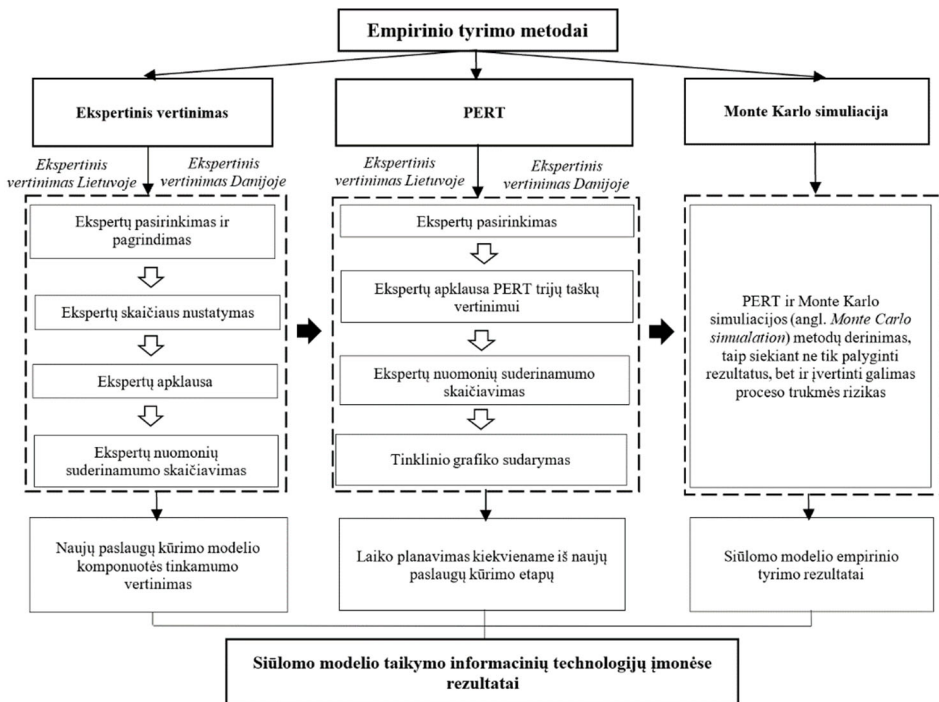 Empirinio tyrimo metodai
Ekspertinis vertinimas
PERT
Monte Karlo simuliacija
Ekspertinis
vertinimas Lietuvoje
Ekspertinis
vertinimas Danijoje
Ekspertinis
vertinimas Lietuvoje
Ekspertinis
vertinimas Danijoje
Ekspertų pasirinkimas ir
pagrindimas
Ekspertų skaičiaus nustatymas
Ekspertų apklausa
Ekspertų nuomonių
suderinamumo skaičiavimas
Ekspertų pasirinkimas
Ekspertų apklausa PERT trijų taškų
vertinimui
Ekspertų nuomonių suderinamumo
skaičiavimas
Tinklinio grafiko sudarymas
PERT ir Monte Karlo
simuliacijos (angl. Monte Carlo
simualation) metodų derinimas,
taip siekiant ne tik palyginti
rezultatus, bet ir įvertinti galimas
proceso trukmės rizikas
Naujų paslaugų kūrimo modelio
komponuotės tinkamumo
vertinimas
Laiko planavimas kiekviename iš naujų
paslaugų kūrimo etapų
Siūlomo modelio empirinio
tyrimo rezultatai
Siūlomo modelio taikymo informacinių technologijų įmonėse
rezultatai